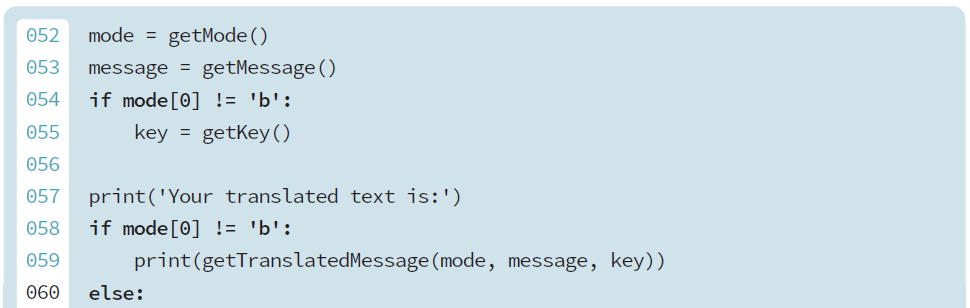 052 mode = getMode()
053 message = getMessage()
054 if mode[0] != 'b':
055     key = getKey()
056
057 print('Your translated text is:')
058 if mode[0] != 'b':
059     print(getTranslatedMessage(mode, message, key))
060 else: